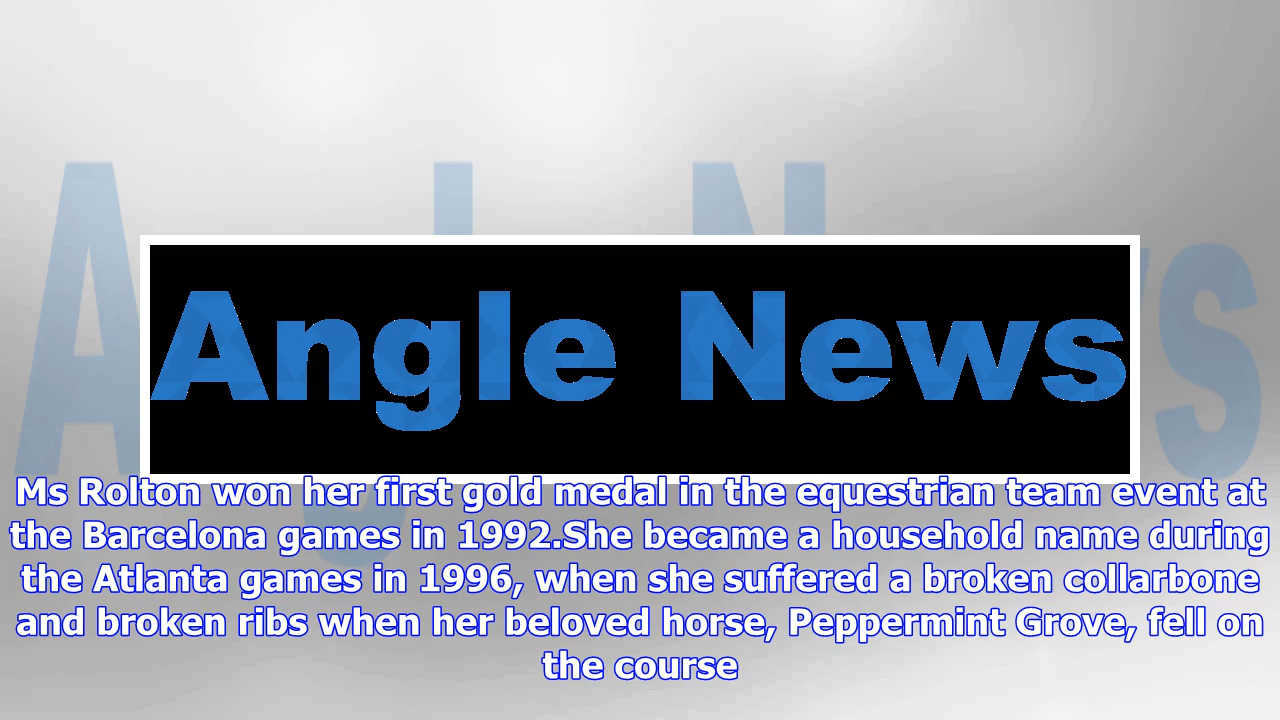 Angle News
Ms Rolton won her first gold medal in the equestrian team event at
the Barcelona games in 1992.She became a household name during
the Atlanta games in 1996, when she suffered a broken collarbone
and broken ribs when her beloved horse, Peppermint Grove, fell on
the course